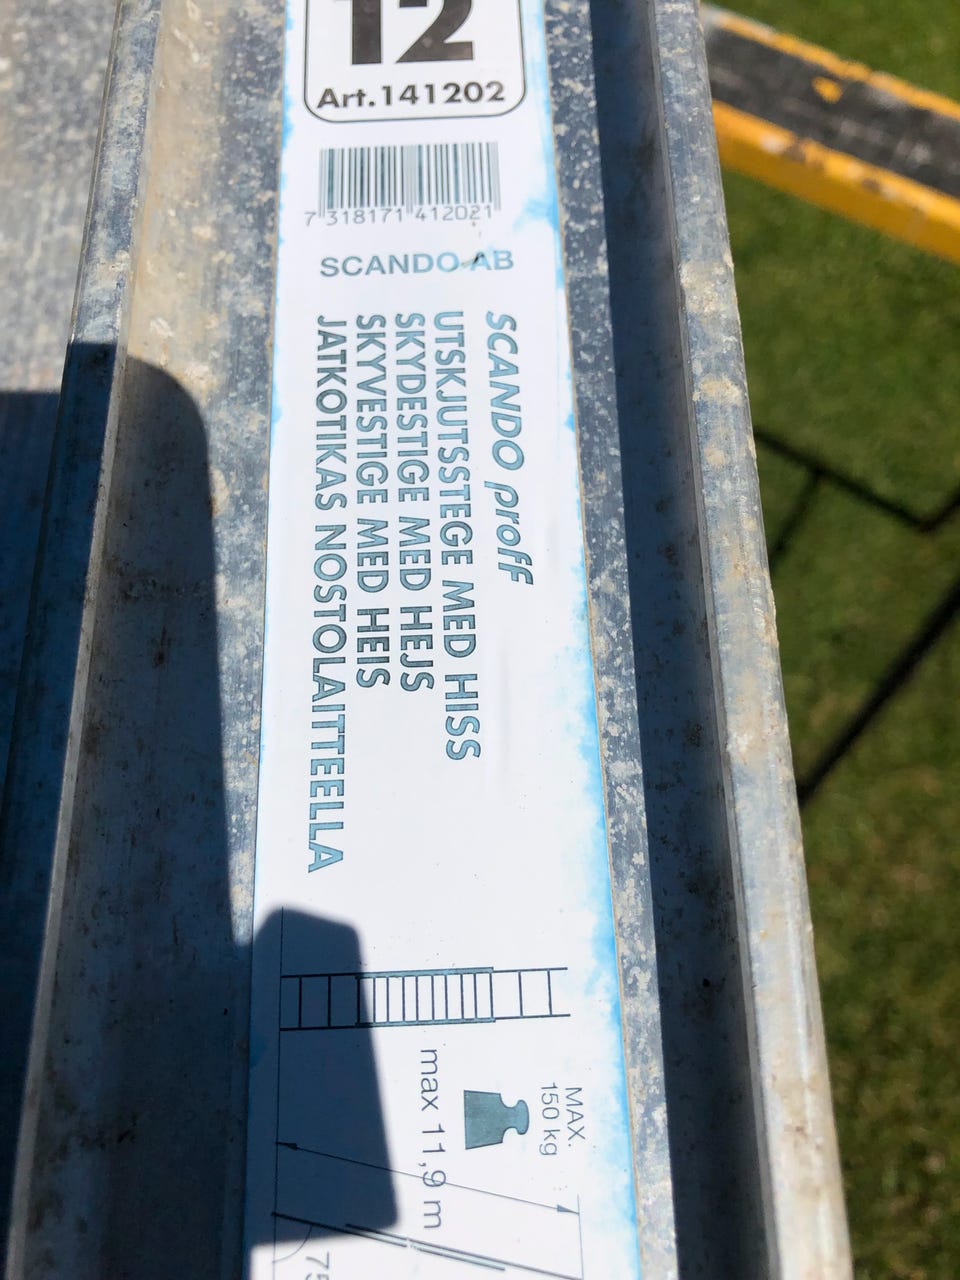 12
Art.141202
7 318171 412021
SCANDO AB
SCANDO proff
UTSKJUTSSTEGE MED HISS
SKYDESTIGE MED HEJS
SKYVESTIGE MED HEIS
JATKOTIKAS NOSTOLAITTEELLA
MAX.
150 kg
max 11,9 m
75